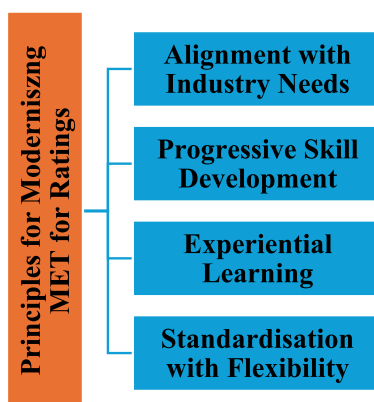 Principles for Moderniszng
MET for Ratings
Alignment with
Industry Needs
Progressive Skill
Development
Experiential
Learning
Standardisation
with Flexibility